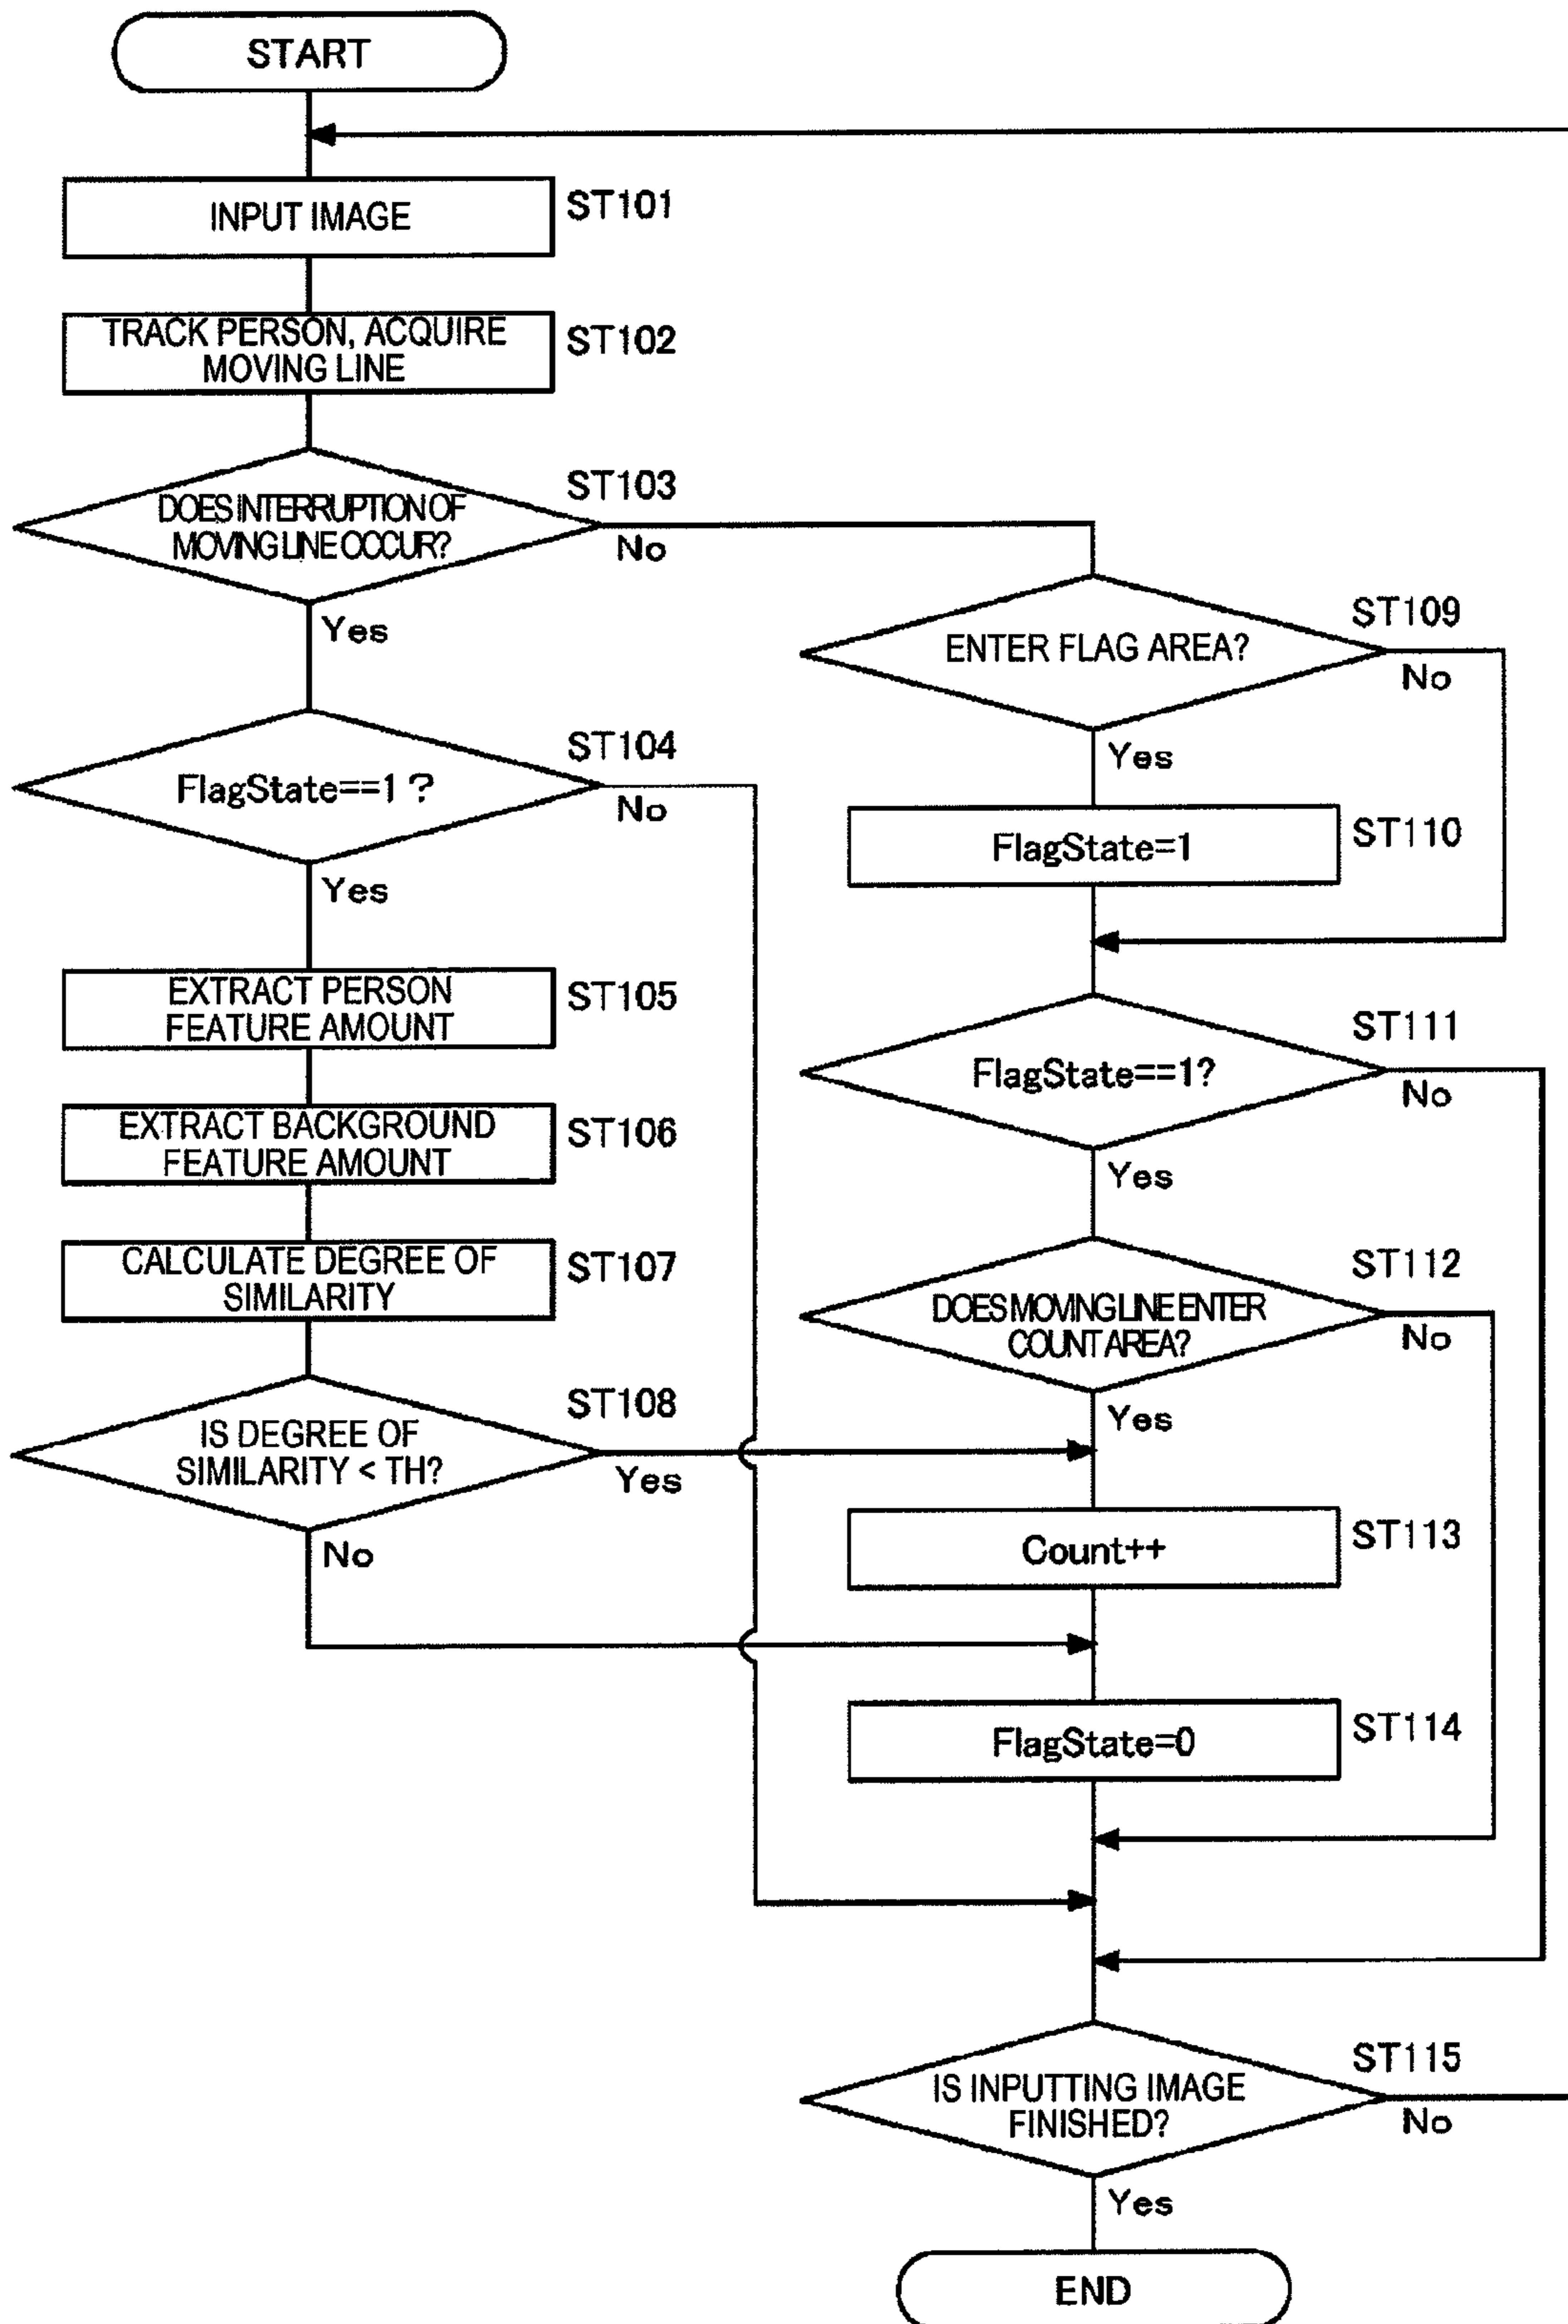 START
INPUT IMAGE
ST101
TRACK PERSON, ACQUIRE
MOVING LINE
ST102
DOES INTERRUPTION OF
MOVING LINE OCCUR?
ST103
No
Yes
FlagState==1 ?
ST104
No
Yes
EXTRACT PERSON
FEATURE AMOUNT
ST105
EXTRACT BACKGROUND
FEATURE AMOUNT
ST106
CALCULATE DEGREE OF
SIMILARITY
ST107
IS DEGREE OF
SIMILARITY < TH?
ST108
Yes
No
ENTER FLAG AREA?
ST109
No
Yes
FlagState=1
ST110
FlagState==1?
ST111
No
Yes
DOES MOVING LINE ENTER
COUNT AREA?
ST112
No
Yes
Count++
ST113
FlagState=0
ST114
IS INPUTTING IMAGE
FINISHED?
ST115
No
Yes
END